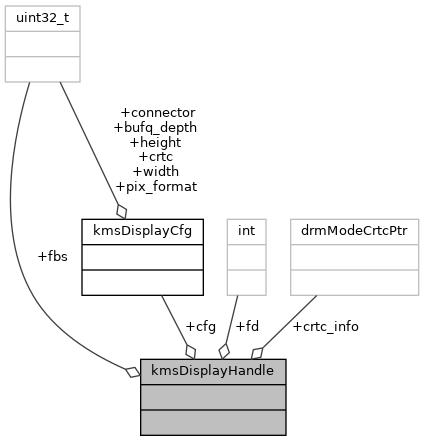 uint32_t
+connector
+bufq_depth
+height
+crtc
+width
+pix_format
kmsDisplayCfg
int
drmModeCrtcPtr
+fbs
+cfg
+fd
+crtc_info
kmsDisplayHandle